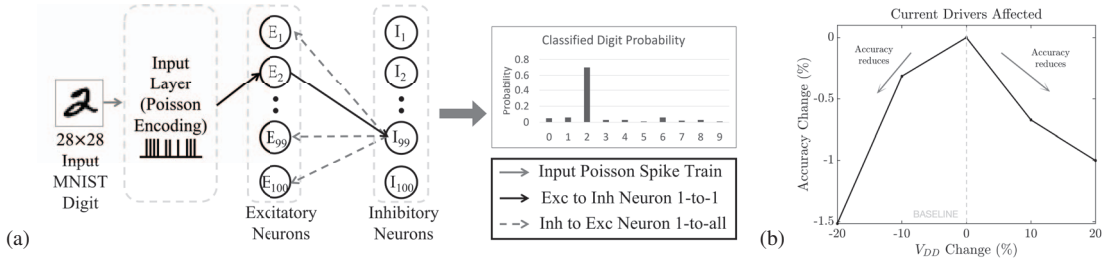 28×28
Input
MNIST
Digit
Input
Layer
(Poisson
Encoding)
E1
E2
E99
E100
Excitatory
Neurons
I1
I2
I99
I100
Inhibitory
Neurons
Classified Digit Probability
Probability
0.8
0.6
0.4
0.2
0
0 1 2 3 4 5 6 7 8 9
Input Poisson Spike Train
Exc to Inh Neuron 1-to-1
Inh to Exc Neuron 1-to-all
(a)
Current Drivers Affected
Accuracy Change (%)
0
-0.5
-1
-1.5
Accuracy
reduces
Accuracy
reduces
BASELINE
-20 -10 0 10 20
VDD Change (%)
(b)